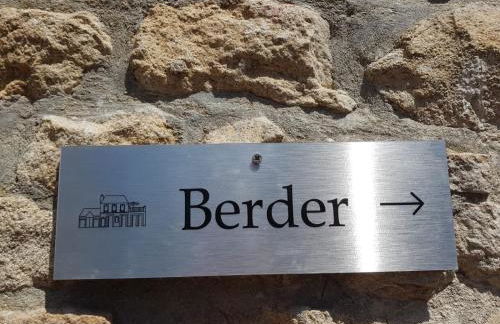 Berder →